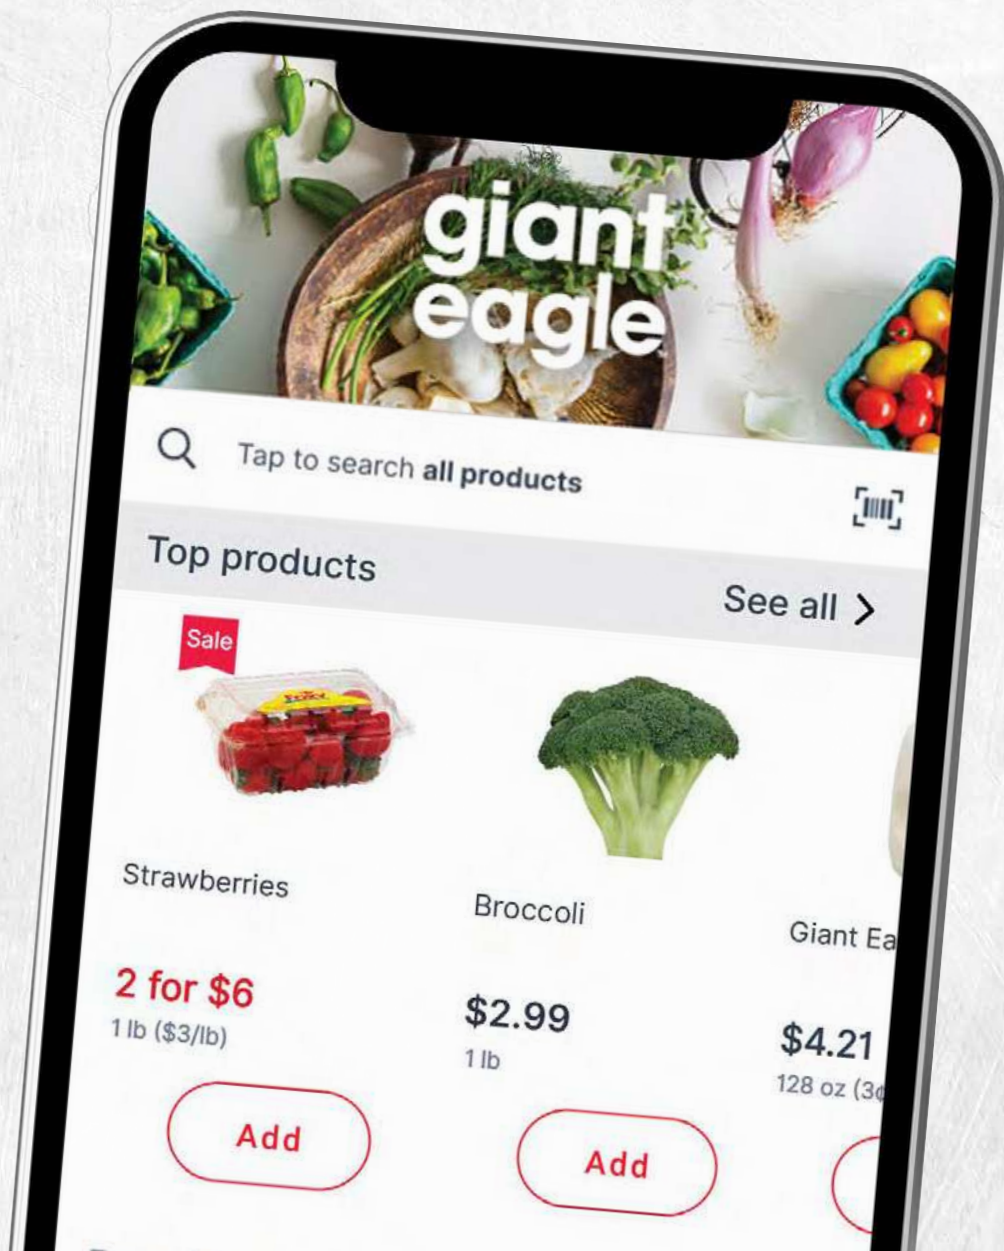 giant
eagle
Tap to search all products
Top products
See all
Sale
Strawberries
Broccoli
Giant Ea
2 for $6
$2.99
$4.21
1 lb ($3/lb)
1 lb
128 oz (3¢
Add
Add